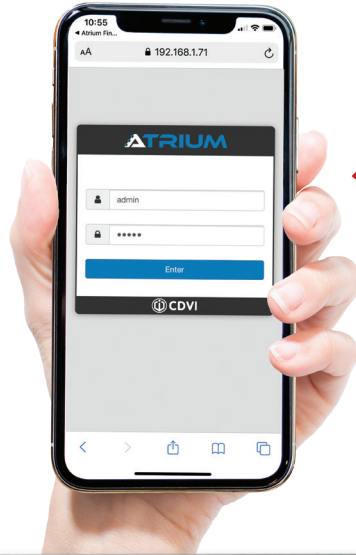 10:55
Atrium Fin...
AA 192.168.1.71
ATRIUM
admin
Enter
CDVI